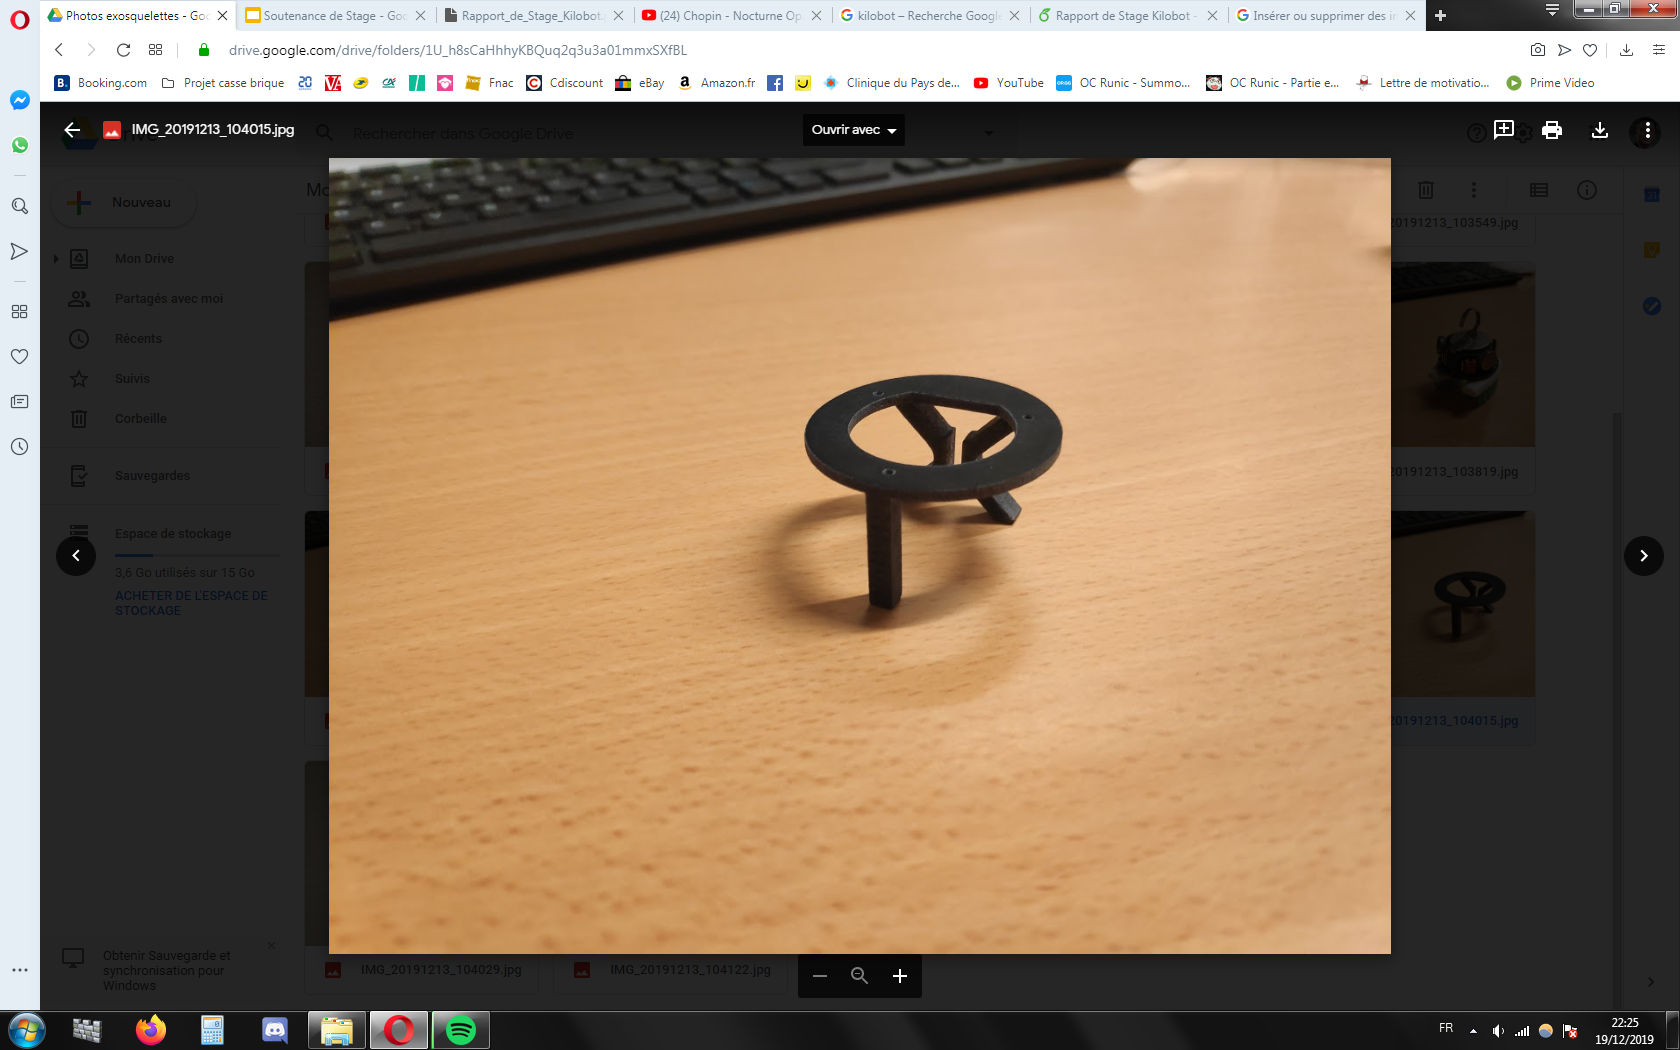 Photos exosquelettes - Goo
Soutenance de Stage - Goo
Rapport_de_Stage_Kilobot.
(24) Chopin - Nocturne Op.
kilobot – Recherche Google
Rapport de Stage Kilobot -
Insérer ou supprimer des in
drive.google.com/drive/folders/1U_h8sCaHhhyKBQuq2q3u3a01mmxSXfBL
Booking.com
Projet casse brique
Fnac
Cdiscount
eBay
Amazon.fr
Clinique du Pays de...
YouTube
OC Runic - Summo...
OC Runic - Partie e...
Lettre de motivatio...
Prime Video
IMG_20191213_104015.jpg
Rechercher dans Google Drive
Ouvrir avec
Nouveau
Mo
20191213_103549.jpg
Mon Drive
Partagés avec moi
Récents
Suivis
Corbeille
20191213_103819.jpg
Sauvegardes
Espace de stockage
3,6 Go utilisés sur 15 Go
ACHETER DE L'ESPACE DE
STOCKAGE
20191213_104015.jpg
Obtenir Sauvegarde et
synchronisation pour
Windows
IMG_20191213_104029.jpg
IMG_20191213_104122.jpg
FR
22:25
19/12/2019